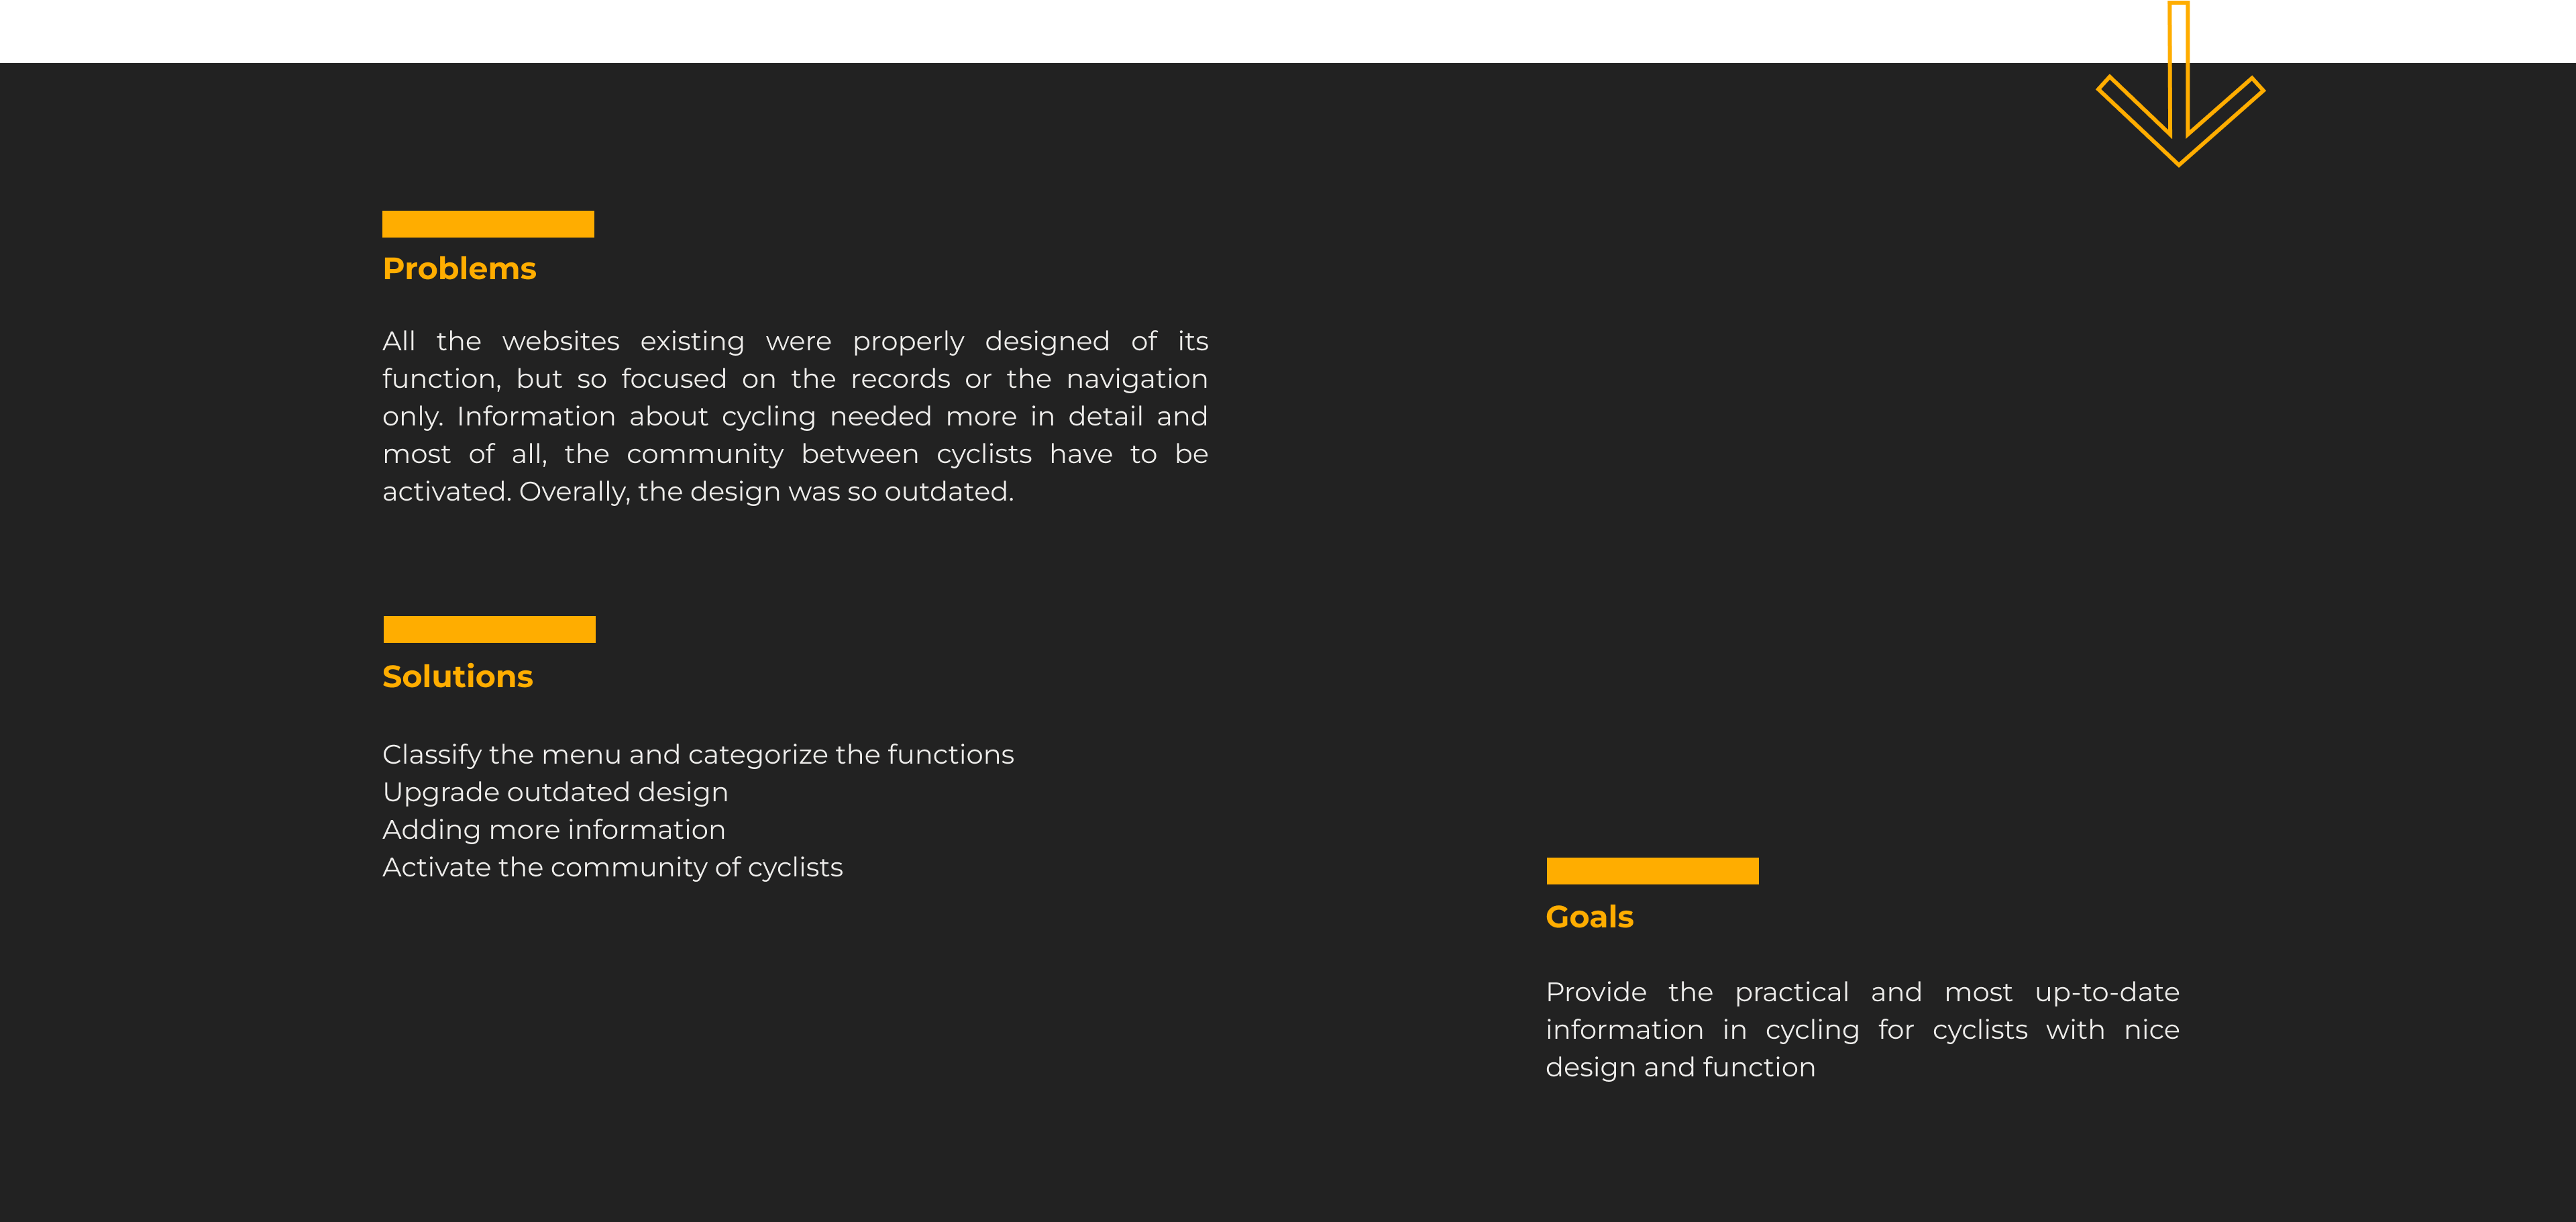 Problems
All the websites existing were properly designed of its
function, but so focused on the records or the navigation
only. Information about cycling needed more in detail and
most of all, the community between cyclists have to be
activated. Overally, the design was so outdated.
Solutions
Classify the menu and categorize the functions
Upgrade outdated design
Adding more information
Activate the community of cyclists
Goals
Provide the practical and most up-to-date
information in cycling for cyclists with nice
design and function